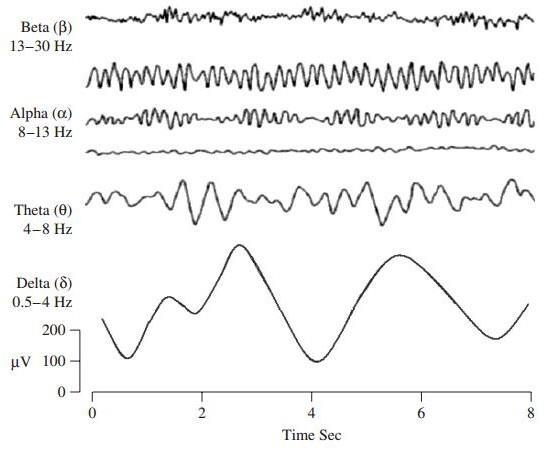 Beta (β)
13–30 Hz
Alpha (α)
8–13 Hz
Theta (θ)
4–8 Hz
Delta (δ)
0.5–4 Hz
200
μV 100
0
0 2 4 6 8
Time Sec